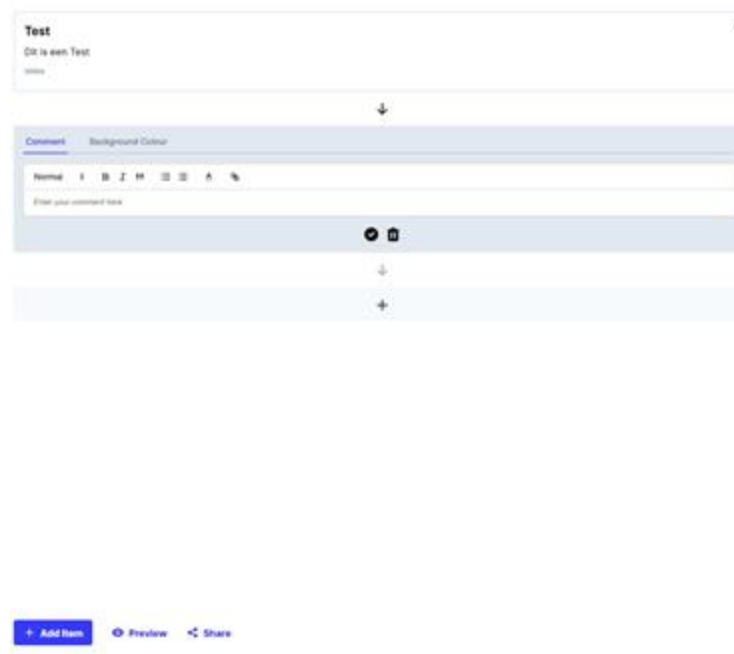 Test
Dit is een Test
Comment Background Colour
Normal B I
Enter your comment here
+ Add Item Preview Share